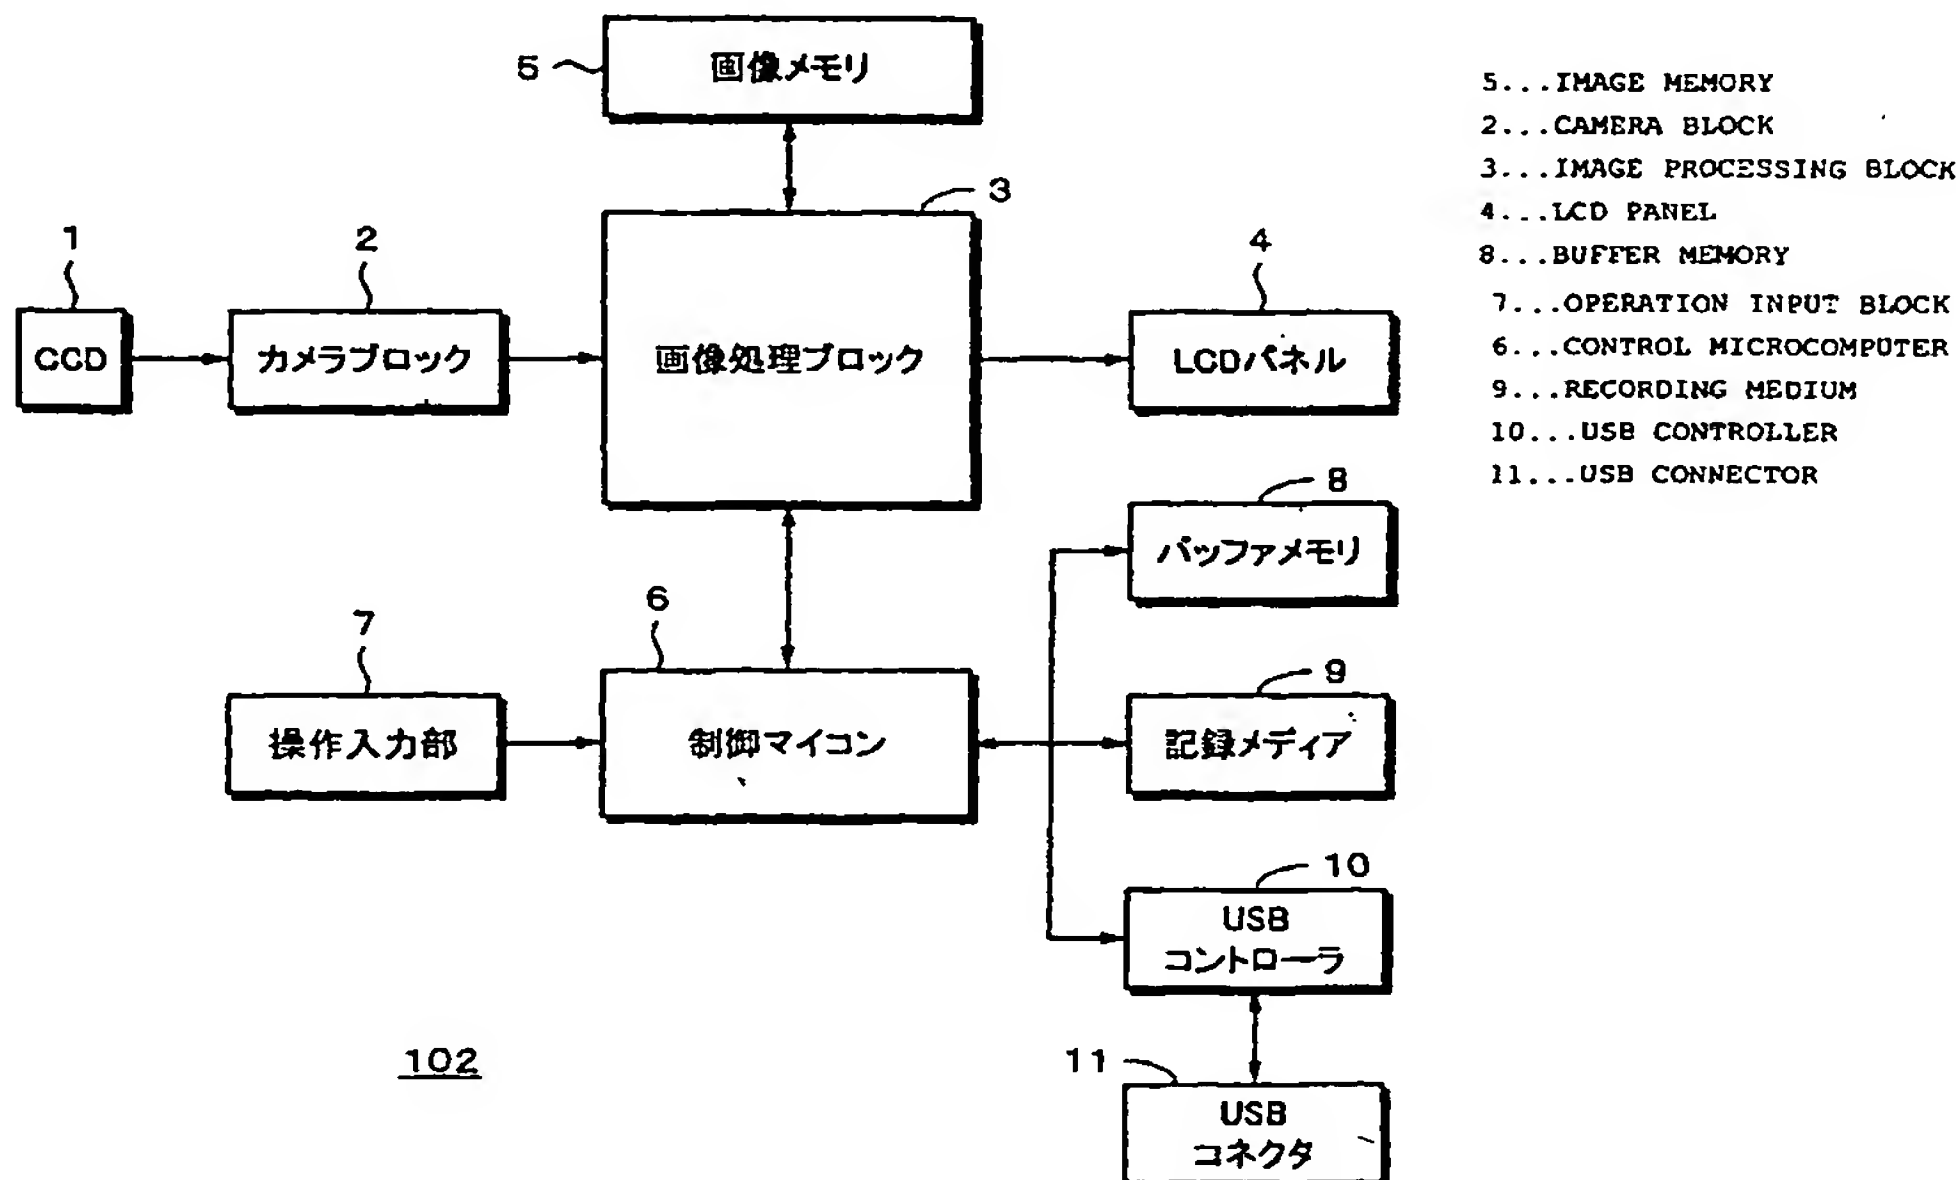 5
画像メモリ
3
1
2
4
CCD
カメラブロック
画像処理ブロック
LCDパネル
8
バッファメモリ
7
6
9
操作入力部
制御マイコン
記録メディア
10
USB
コントローラ
102
11
USB
コネクタ
5...IMAGE MEMORY
2...CAMERA BLOCK
3...IMAGE PROCESSING BLOCK
4...LCD PANEL
8...BUFFER MEMORY
7...OPERATION INPUT BLOCK
6...CONTROL MICROCOMPUTER
9...RECORDING MEDIUM
10...USB CONTROLLER
11...USB CONNECTOR